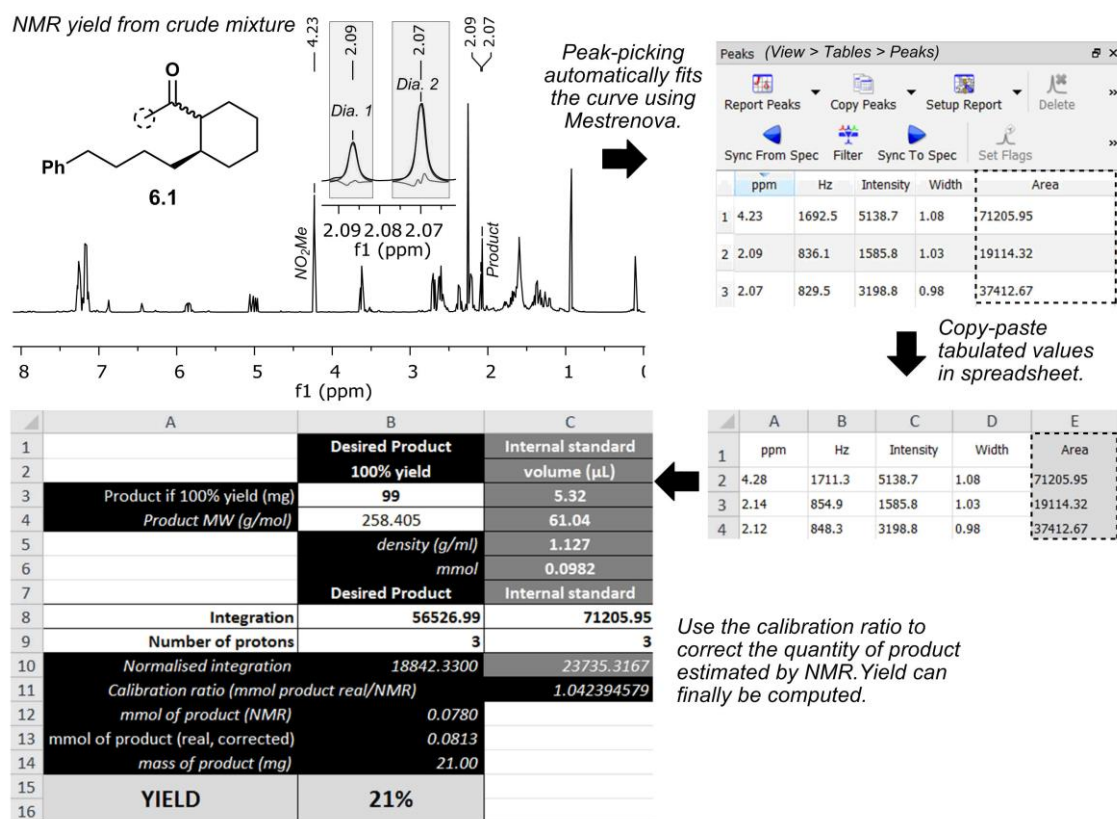 NMR yield from crude mixture
O
Ph
6.1
4.23
2.09
2.07
2.09
2.07
Dia. 1
Dia. 2
2.09 2.08 2.07
f1 (ppm)
NO2Me
Product
8 7 6 5 4 3 2 1 0
f1 (ppm)
Peak-picking
automatically fits
the curve using
Mestrenova.
Peaks (View > Tables > Peaks)
Report Peaks Copy Peaks Setup Report Delete »
Sync From Spec Filter Sync To Spec Set Flags »
ppm Hz Intensity Width Area
1 4.23 1692.5 5138.7 1.08 71205.95
2 2.09 836.1 1585.8 1.03 19114.32
3 2.07 829.5 3198.8 0.98 37412.67
Copy-paste
tabulated values
in spreadsheet.
A B C D E
1 ppm Hz Intensity Width Area
2 4.28 1711.3 5138.7 1.08 71205.95
3 2.14 854.9 1585.8 1.03 19114.32
4 2.12 848.3 3198.8 0.98 37412.67
A B C
1 Desired Product Internal standard
2 100% yield volume (µL)
3 Product if 100% yield (mg) 99 5.32
4 Product MW (g/mol) 258.405 61.04
5 density (g/ml) 1.127
6 mmol 0.0982
7 Desired Product Internal standard
8 Integration 56526.99 71205.95
9 Number of protons 3 3
10 Normalised integration 18842.3300 23735.3167
11 Calibration ratio (mmol product real/NMR) 1.042394579
12 mmol of product (NMR) 0.0780
13 mmol of product (real, corrected) 0.0813
14 mass of product (mg) 21.00
15 YIELD 21%
16
Use the calibration ratio to
correct the quantity of product
estimated by NMR.Yield can
finally be computed.